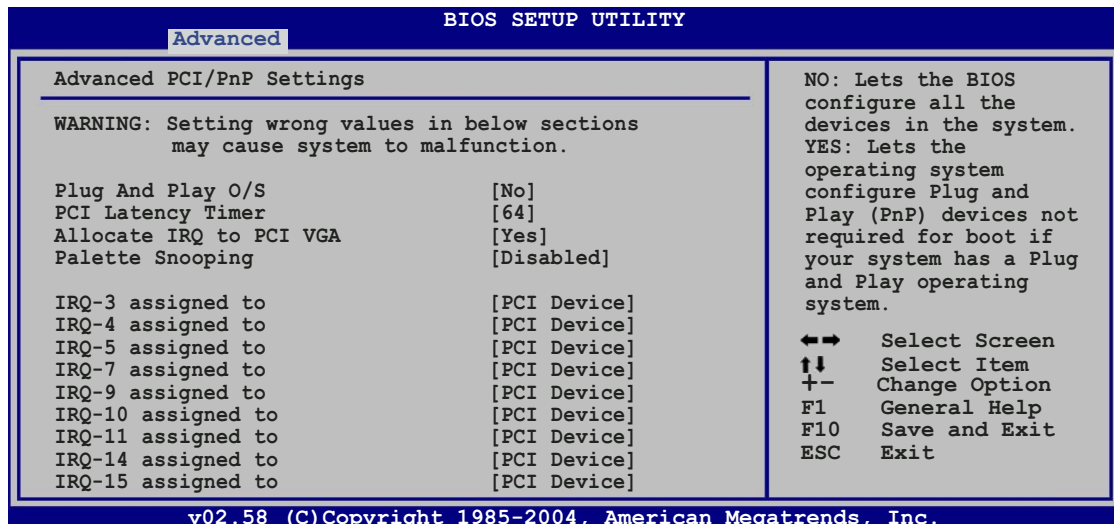 BIOS SETUP UTILITY
Advanced
Advanced PCI/PnP Settings
WARNING: Setting wrong values in below sections
may cause system to malfunction.
Plug And Play O/S [No]
PCI Latency Timer [64]
Allocate IRQ to PCI VGA [Yes]
Palette Snooping [Disabled]
IRQ-3 assigned to [PCI Device]
IRQ-4 assigned to [PCI Device]
IRQ-5 assigned to [PCI Device]
IRQ-7 assigned to [PCI Device]
IRQ-9 assigned to [PCI Device]
IRQ-10 assigned to [PCI Device]
IRQ-11 assigned to [PCI Device]
IRQ-14 assigned to [PCI Device]
IRQ-15 assigned to [PCI Device]
NO: Lets the BIOS
configure all the
devices in the system.
YES: Lets the
operating system
configure Plug and
Play (PnP) devices not
required for boot if
your system has a Plug
and Play operating
system.
←→ Select Screen
↑↓ Select Item
+- Change Option
F1 General Help
F10 Save and Exit
ESC Exit
v02.58 (C)Copyright 1985-2004, American Megatrends, Inc.